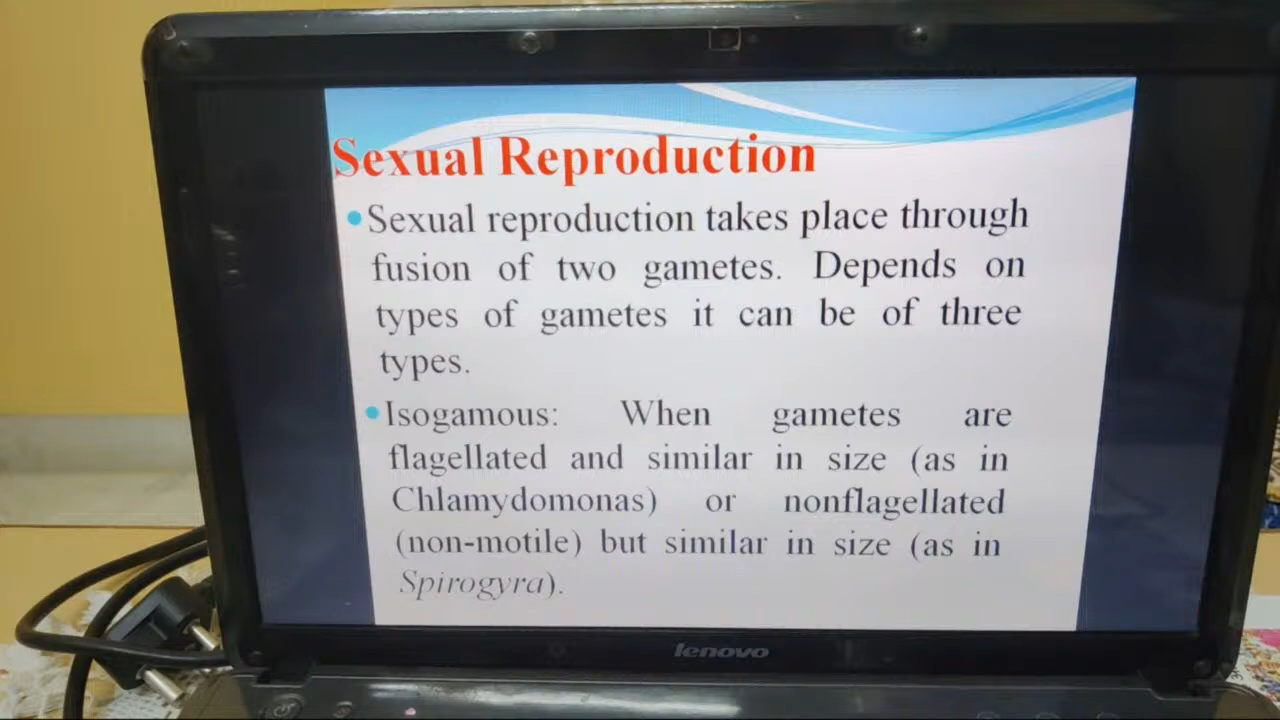 Sexual Reproduction
Sexual reproduction takes place through
fusion of two gametes. Depends on
types of gametes it can be of three
types.
Isogamous: When gametes are
flagellated and similar in size (as in
Chlamydomonas) or nonflagellated
(non-motile) but similar in size (as in
Spirogyra).
lenovo